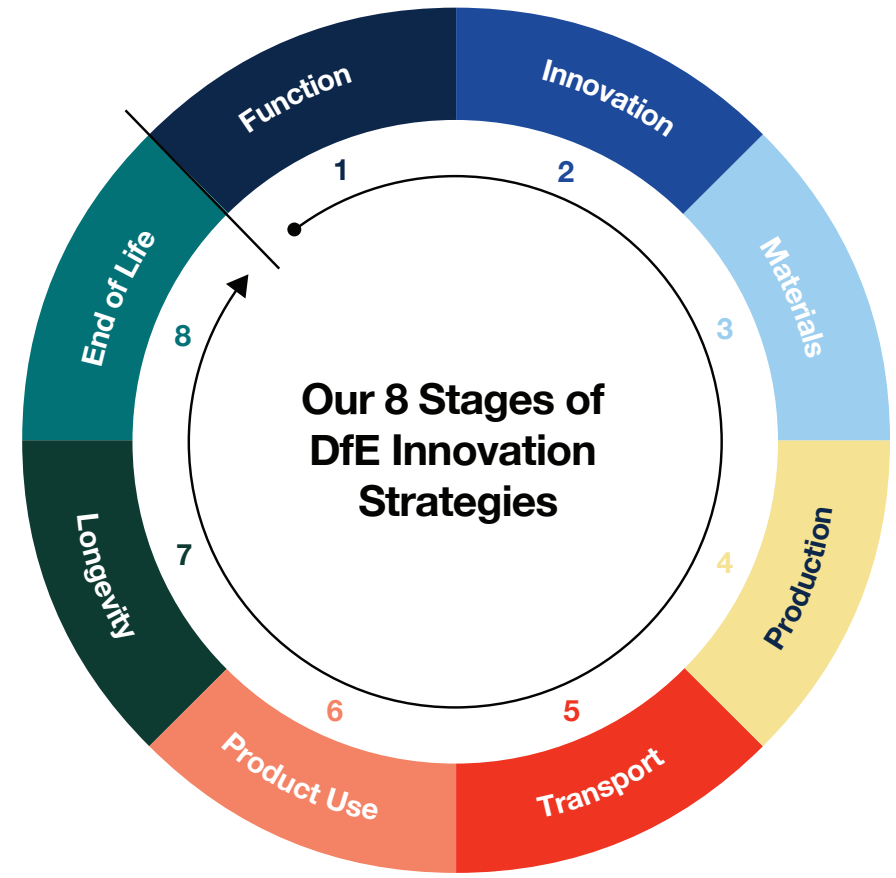 Function
1
Innovation
2
Materials
3
Production
4
Transport
5
Product Use
6
Longevity
7
End of Life
8
Our 8 Stages of
DfE Innovation
Strategies